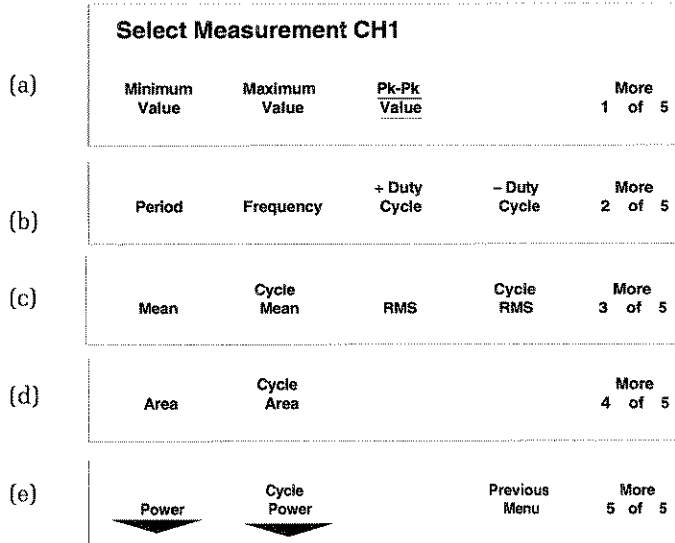 Select Measurement CH1
(a)
Minimum Maximum Pk-Pk More
Value Value Value 1 of 5
+ Duty - Duty More
(b)
Period Frequency Cycle Cycle 2 of 5
(c)
Cycle Cycle More
Mean Mean RMS RMS 3 of 5
(d)
Cycle More
Area Area 4 of 5
(e)
Cycle Previous More
Power Power Menu 5 of 5